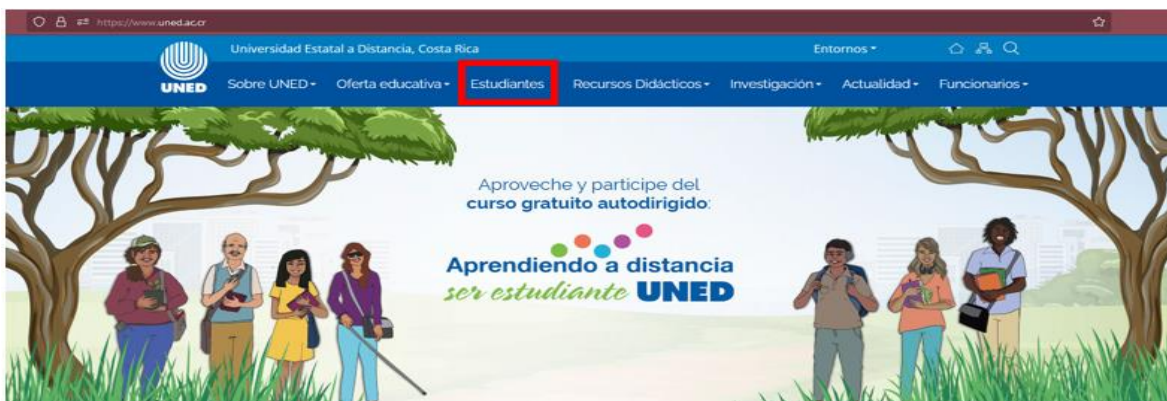 https://www.uned.ac.cr
Universidad Estatal a Distancia, Costa Rica
Entornos
UNED
Sobre UNED
Oferta educativa
Estudiantes
Recursos Didácticos
Investigación
Actualidad
Funcionarios
Aproveche y participe del
curso gratuito autodirigido:
Aprendiendo a distancia
ser estudiante UNED